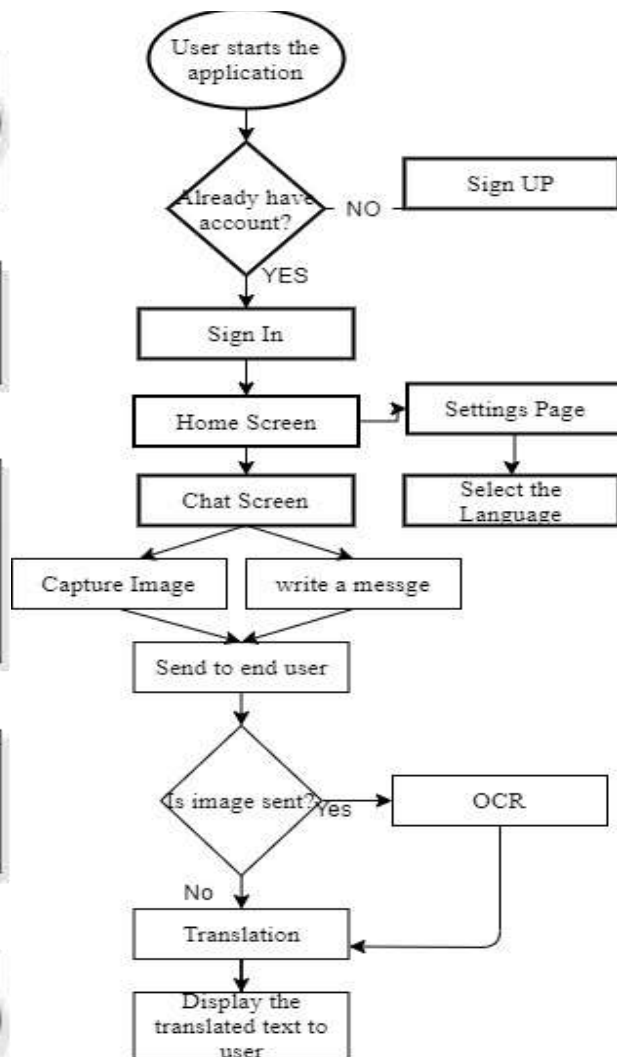 User starts the
application
Already have
account?
NO
Sign UP
YES
Sign In
Home Screen
Settings Page
Chat Screen
Select the
Language
Capture Image
write a messge
Send to end user
Is image sent?
Yes
OCR
No
Translation
Display the
translated text to
user